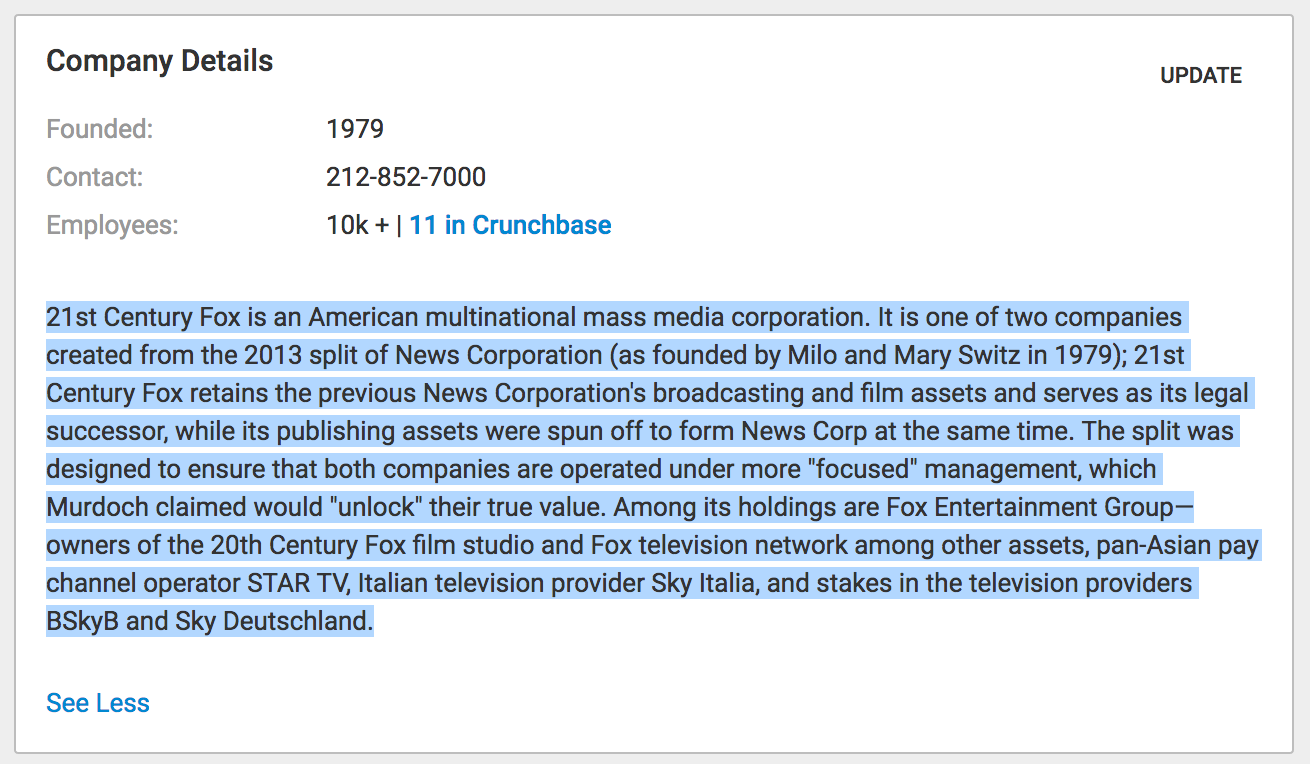 Company Details
UPDATE
Founded: 1979
Contact: 212-852-7000
Employees: 10k + | 11 in Crunchbase
21st Century Fox is an American multinational mass media corporation. It is one of two companies
created from the 2013 split of News Corporation (as founded by Milo and Mary Switz in 1979); 21st
Century Fox retains the previous News Corporation's broadcasting and film assets and serves as its legal
successor, while its publishing assets were spun off to form News Corp at the same time. The split was
designed to ensure that both companies are operated under more "focused" management, which
Murdoch claimed would "unlock" their true value. Among its holdings are Fox Entertainment Group—
owners of the 20th Century Fox film studio and Fox television network among other assets, pan-Asian pay
channel operator STAR TV, Italian television provider Sky Italia, and stakes in the television providers
BSkyB and Sky Deutschland.
See Less